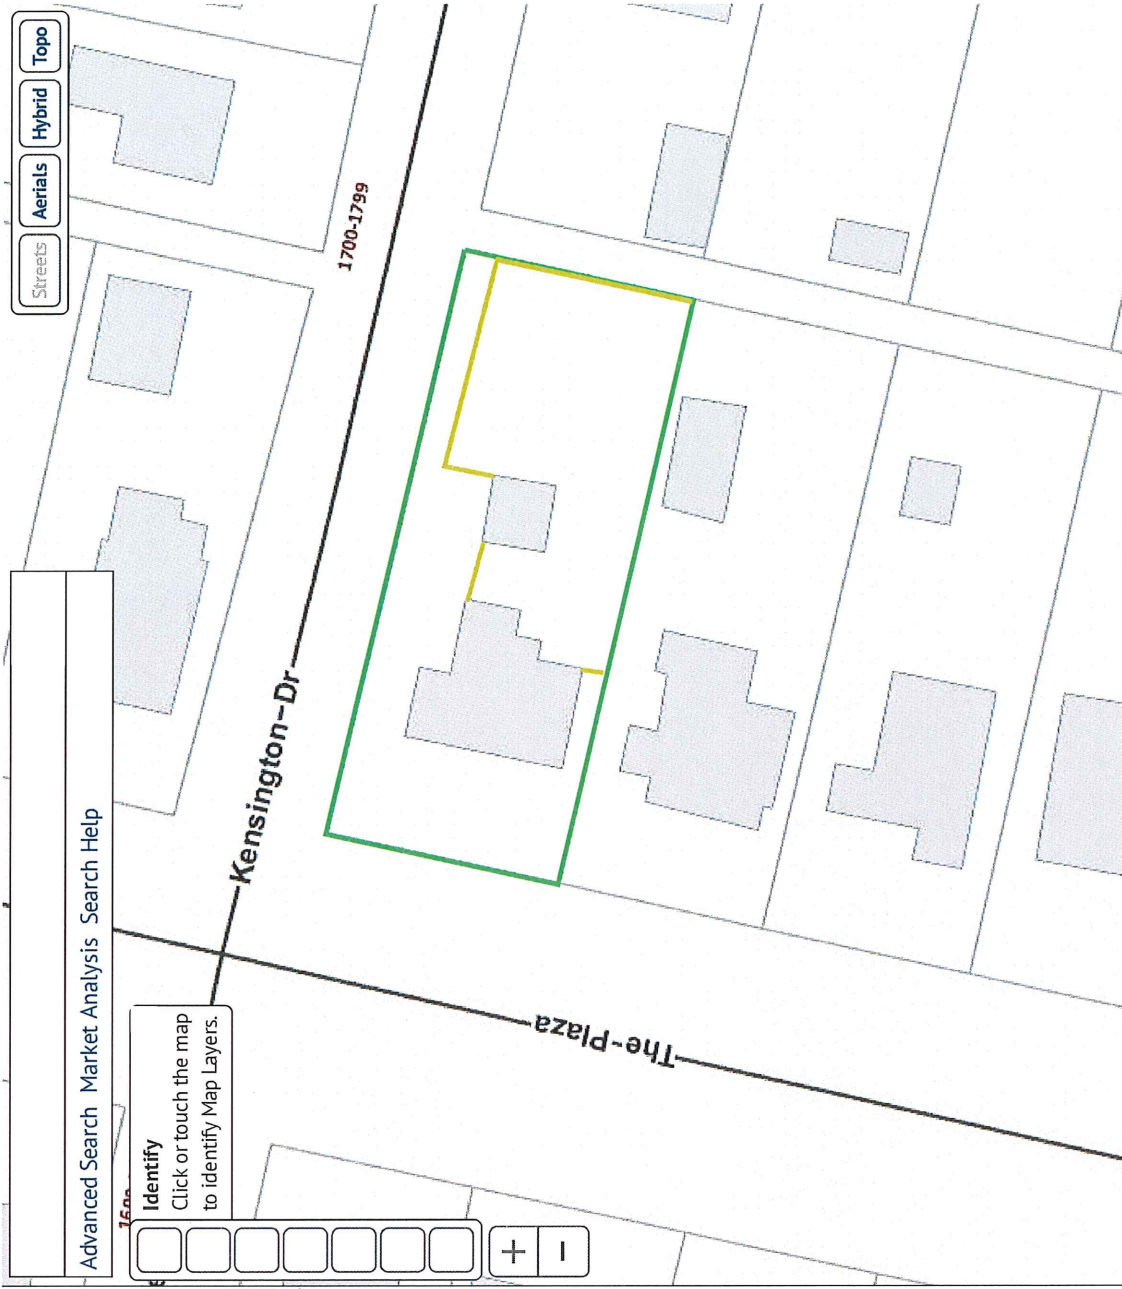 Advanced Search Market Analysis Search Help
Streets Aerials Hybrid Topo
Identify
Click or touch the map
to identify Map Layers.
+
−
Kensington-Dr
1700-1799
The-Plaza